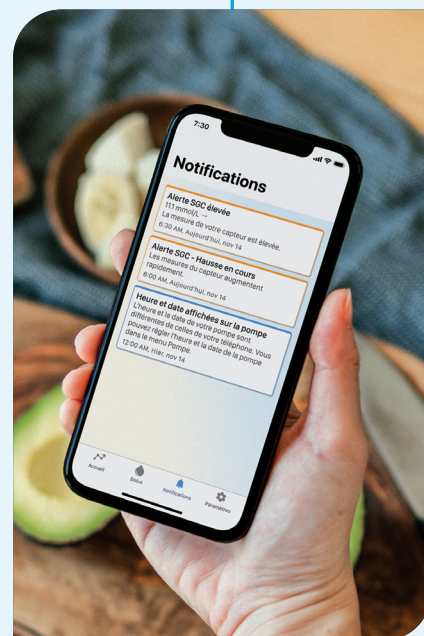 7:30
Notifications
Alerte SGC élevée
11,1 mmol/L →
La mesure de votre capteur est élevée.
6:30 AM, Aujourd'hui, nov 14
Alerte SGC - Hausse en cours
Les mesures du capteur augmentent
rapidement.
6:00 AM, Aujourd'hui, nov 14
Heure et date affichées sur la pompe
L'heure et la date de votre pompe sont
différentes de celles de votre téléphone. Vous
pouvez régler l'heure et la date de la pompe
dans le menu Pompe.
12:00 AM, Hier, nov 14
Accueil
Bolus
Notifications
Paramètres